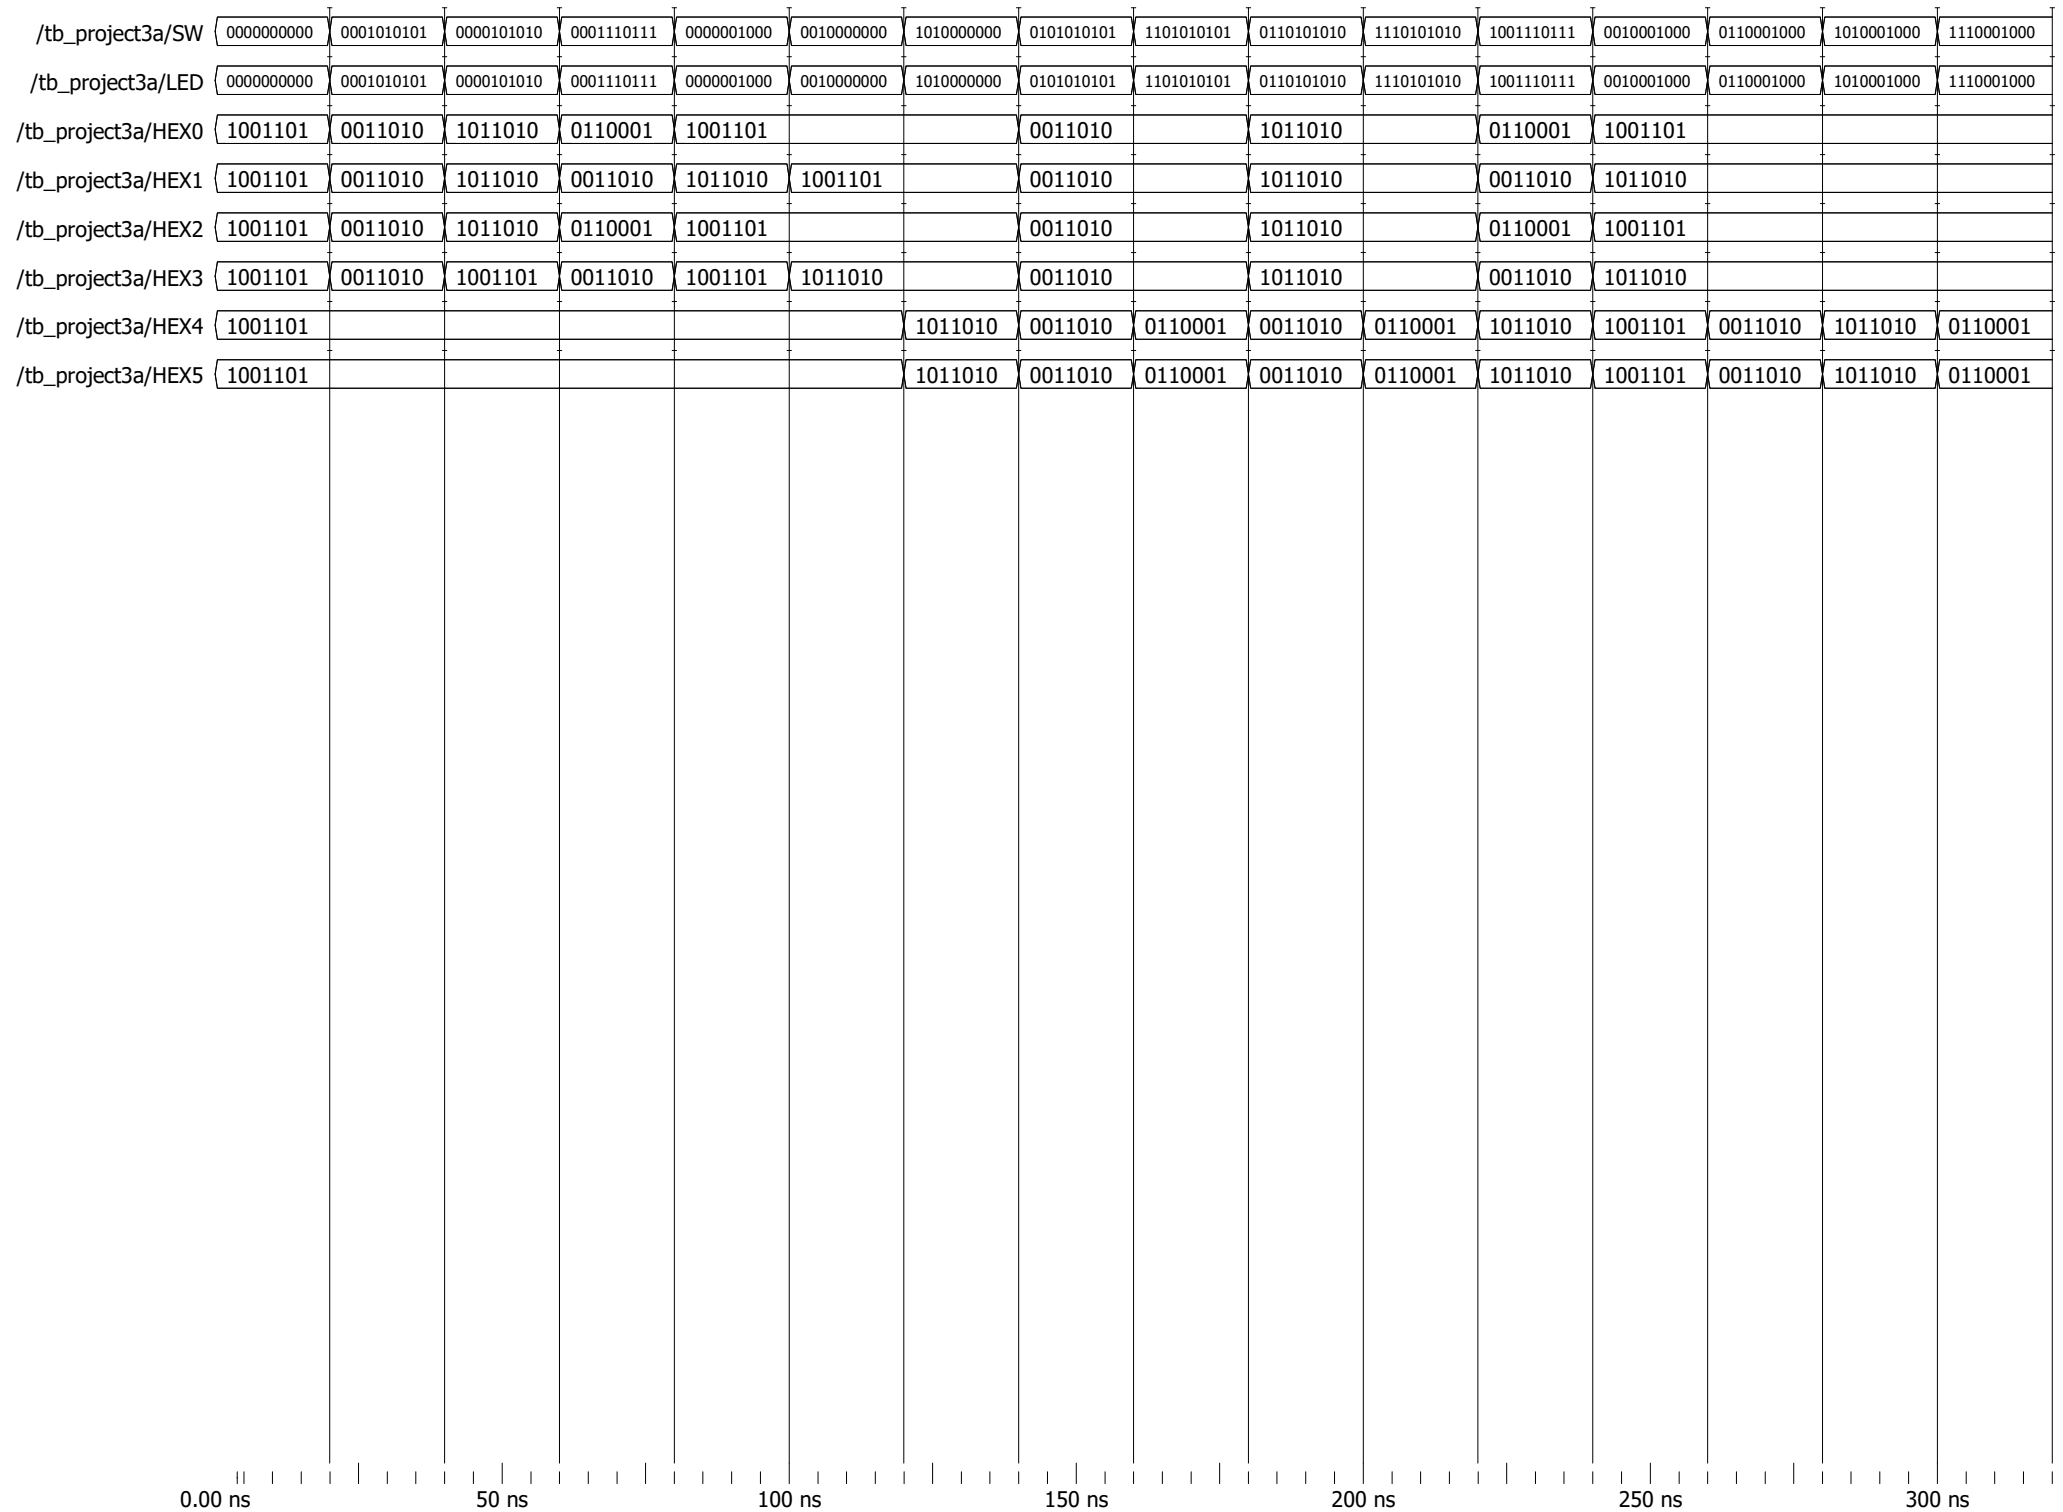 /tb_project3a/SW 0000000000 0001010101 0000101010 0001110111 0000001000 0010000000 1010000000 0101010101 1101010101 0110101010 1110101010 1001110111 0010001000 0110001000 1010001000 1110001000
/tb_project3a/LED 0000000000 0001010101 0000101010 0001110111 0000001000 0010000000 1010000000 0101010101 1101010101 0110101010 1110101010 1001110111 0010001000 0110001000 1010001000 1110001000
/tb_project3a/HEX0 1001101 0011010 1011010 0110001 1001101 0011010 1011010 0110001 1001101
/tb_project3a/HEX1 1001101 0011010 1011010 0011010 1011010 1001101 0011010 1011010 0011010 1011010
/tb_project3a/HEX2 1001101 0011010 1011010 0110001 1001101 0011010 1011010 0110001 1001101
/tb_project3a/HEX3 1001101 0011010 1001101 0011010 1001101 1011010 0011010 1011010 0011010 1011010
/tb_project3a/HEX4 1001101 1011010 0011010 0110001 0011010 0110001 1011010 1001101 0011010 1011010 0110001
/tb_project3a/HEX5 1001101 1011010 0011010 0110001 0011010 0110001 1011010 1001101 0011010 1011010 0110001
0.00 ns 50 ns 100 ns 150 ns 200 ns 250 ns 300 ns